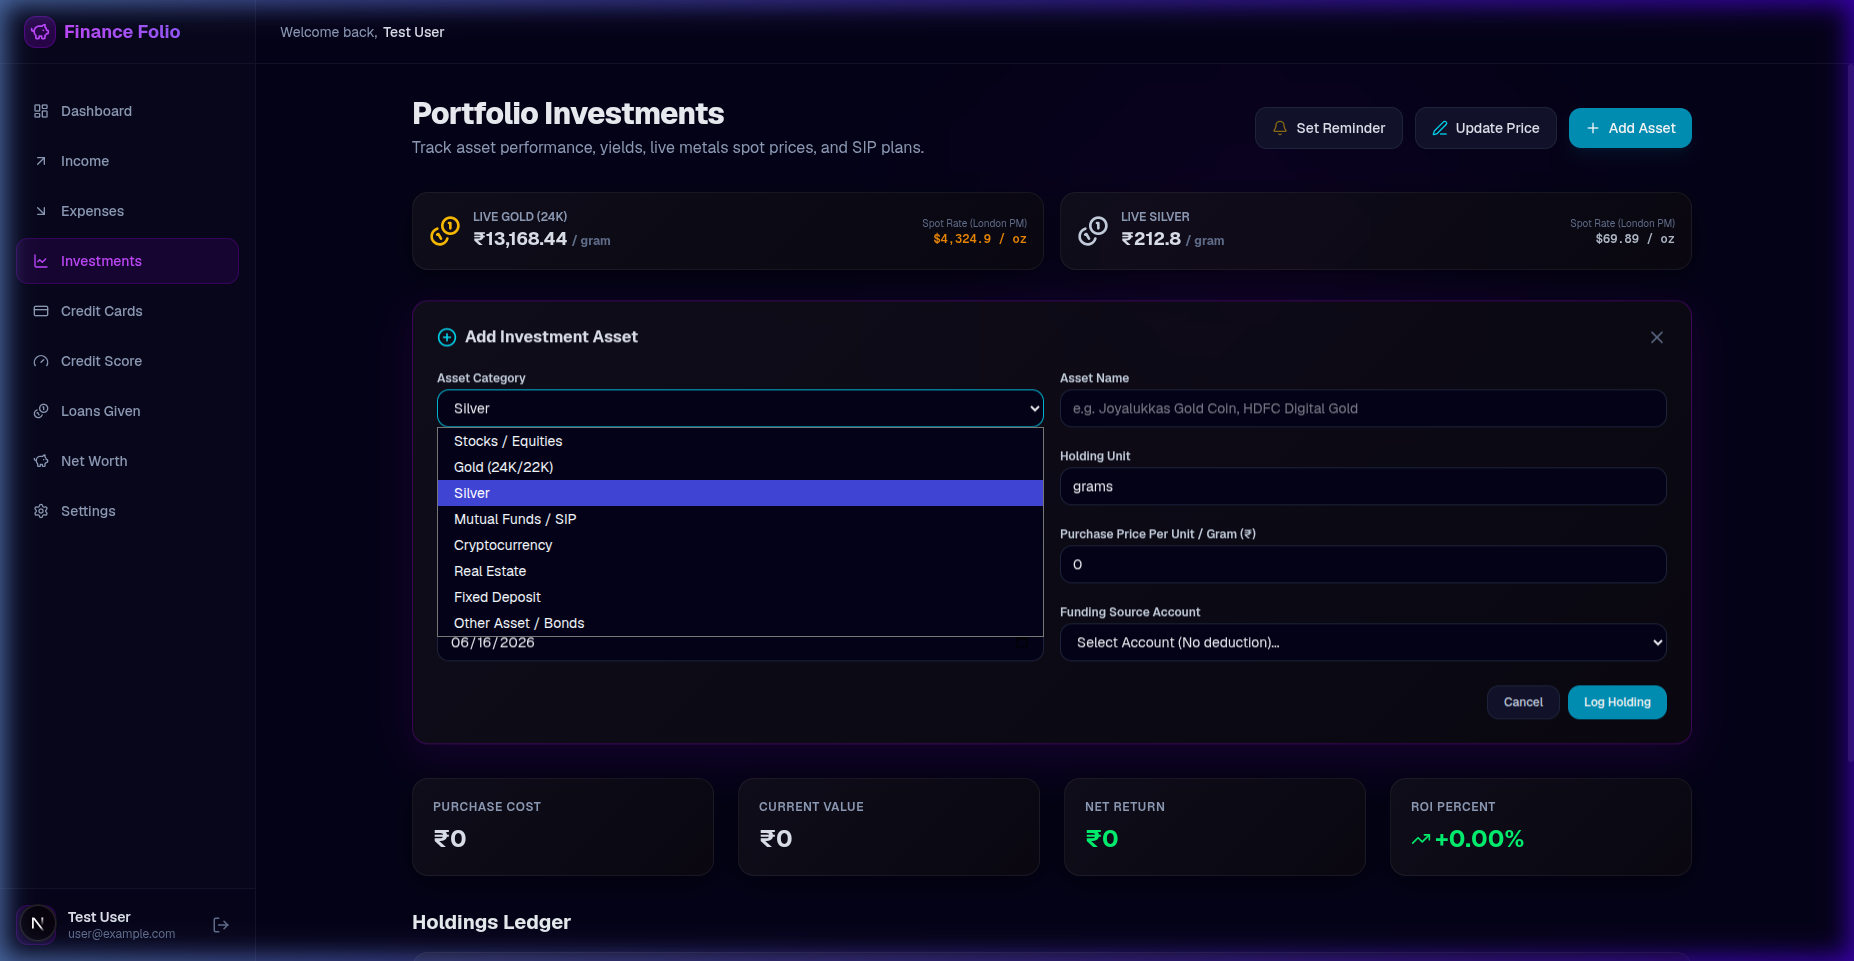 Finance Folio
Welcome back, Test User
Dashboard
Income
Expenses
Investments
Credit Cards
Credit Score
Loans Given
Net Worth
Settings
Portfolio Investments
Track asset performance, yields, live metals spot prices, and SIP plans.
Set Reminder
Update Price
Add Asset
LIVE GOLD (24K)
₹13,168.44 / gram
Spot Rate (London PM)
$4,324.9 / oz
LIVE SILVER
₹212.8 / gram
Spot Rate (London PM)
$69.89 / oz
Add Investment Asset
Asset Category
Silver
Stocks / Equities
Gold (24K/22K)
Silver
Mutual Funds / SIP
Cryptocurrency
Real Estate
Fixed Deposit
Other Asset / Bonds
06/16/2026
Asset Name
e.g. Joyalukkas Gold Coin, HDFC Digital Gold
Holding Unit
grams
Purchase Price Per Unit / Gram (₹)
0
Funding Source Account
Select Account (No deduction)...
Cancel
Log Holding
PURCHASE COST
₹0
CURRENT VALUE
₹0
NET RETURN
₹0
ROI PERCENT
+0.00%
Holdings Ledger
N
Test User
user@example.com